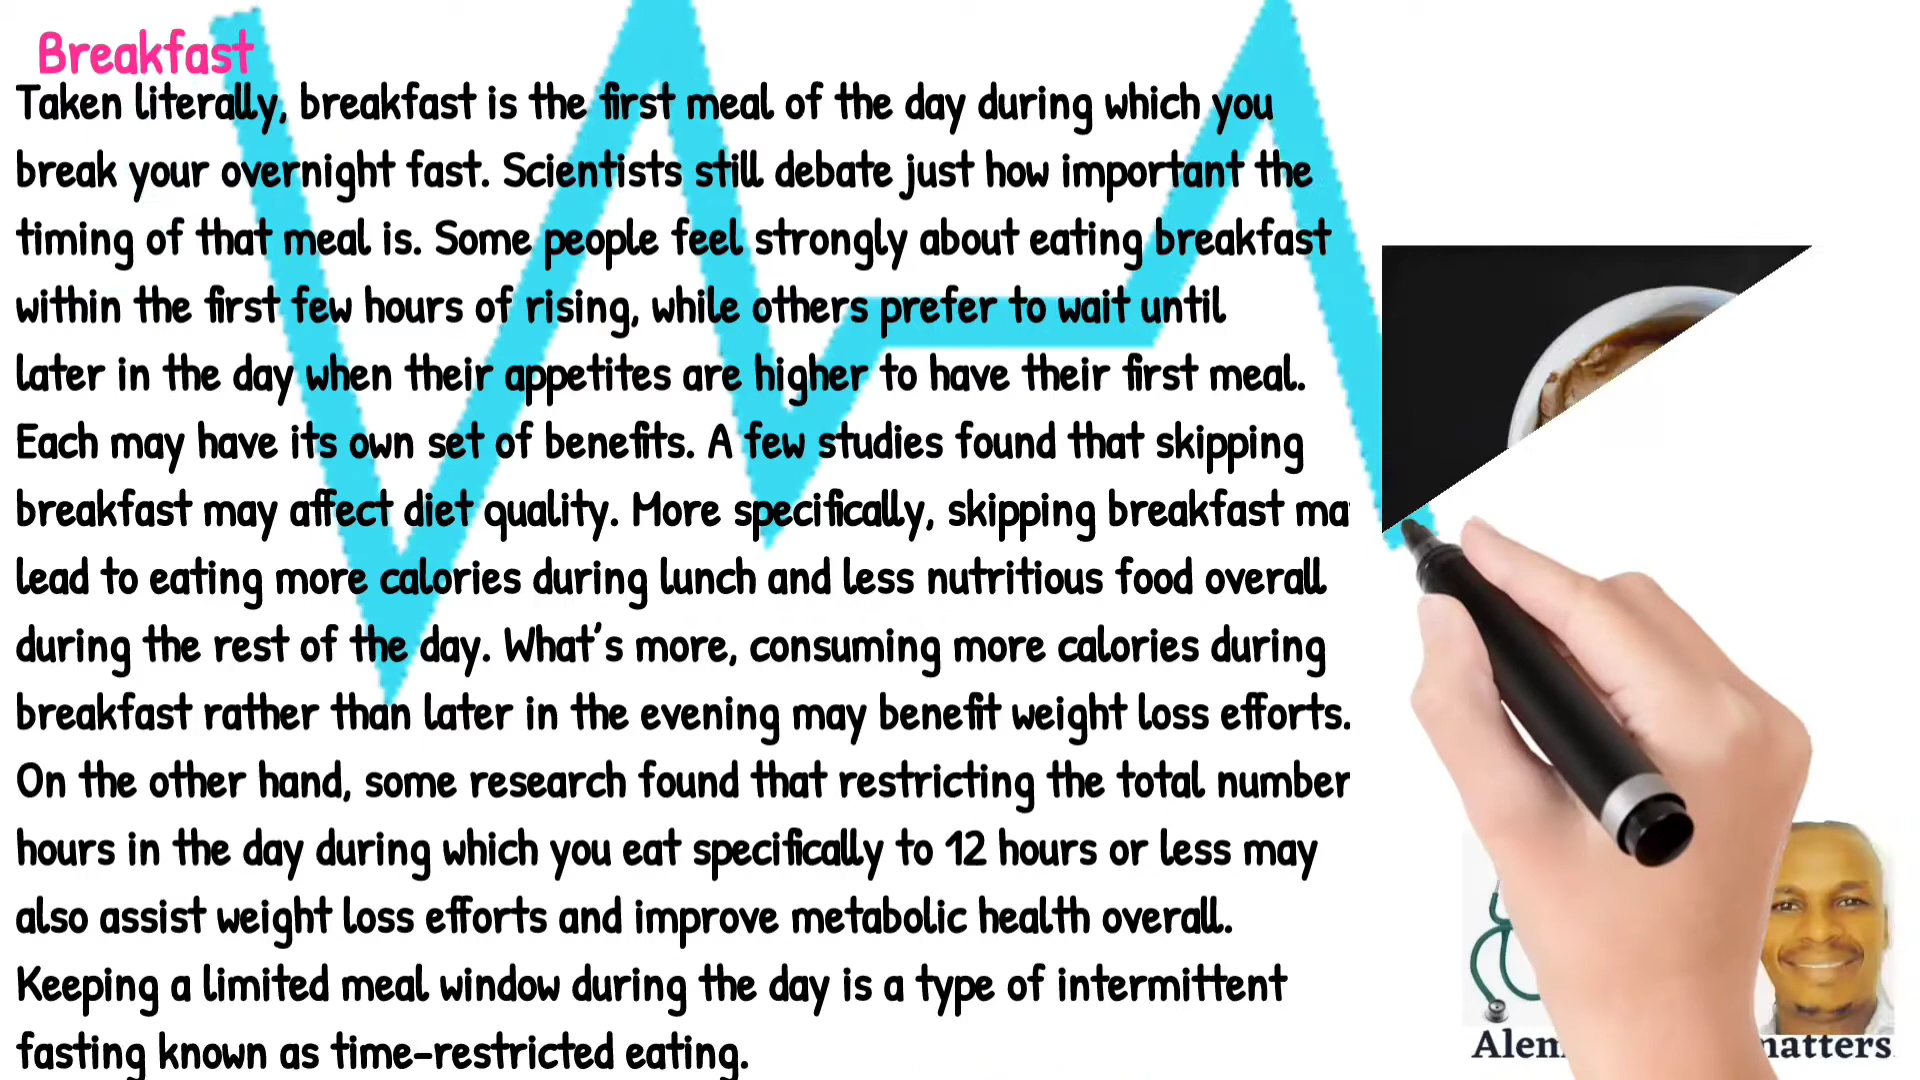 Breakfast
Taken literally, breakfast is the first meal of the day during which you
break your overnight fast. Scientists still debate just how important the
timing of that meal is. Some people feel strongly about eating breakfast
within the first few hours of rising, while others prefer to wait until
later in the day when their appetites are higher to have their first meal.
Each may have its own set of benefits. A few studies found that skipping
breakfast may affect diet quality. More specifically, skipping breakfast ma
lead to eating more calories during lunch and less nutritious food overall
during the rest of the day. What's more, consuming more calories during
breakfast rather than later in the evening may benefit weight loss efforts.
On the other hand, some research found that restricting the total number
hours in the day during which you eat specifically to 12 hours or less may
also assist weight loss efforts and improve metabolic health overall.
Keeping a limited meal window during the day is a type of intermittent
fasting known as time-restricted eating.